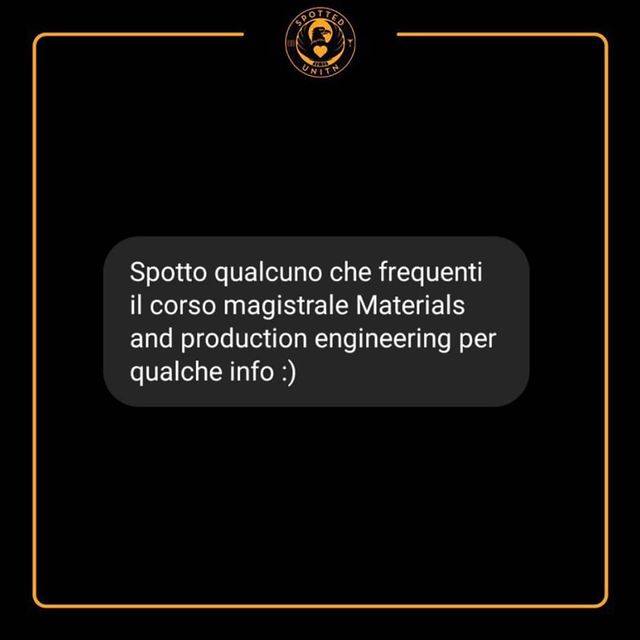 SPOTTED
UNITN
Spotto qualcuno che frequenti
il corso magistrale Materials
and production engineering per
qualche info :)